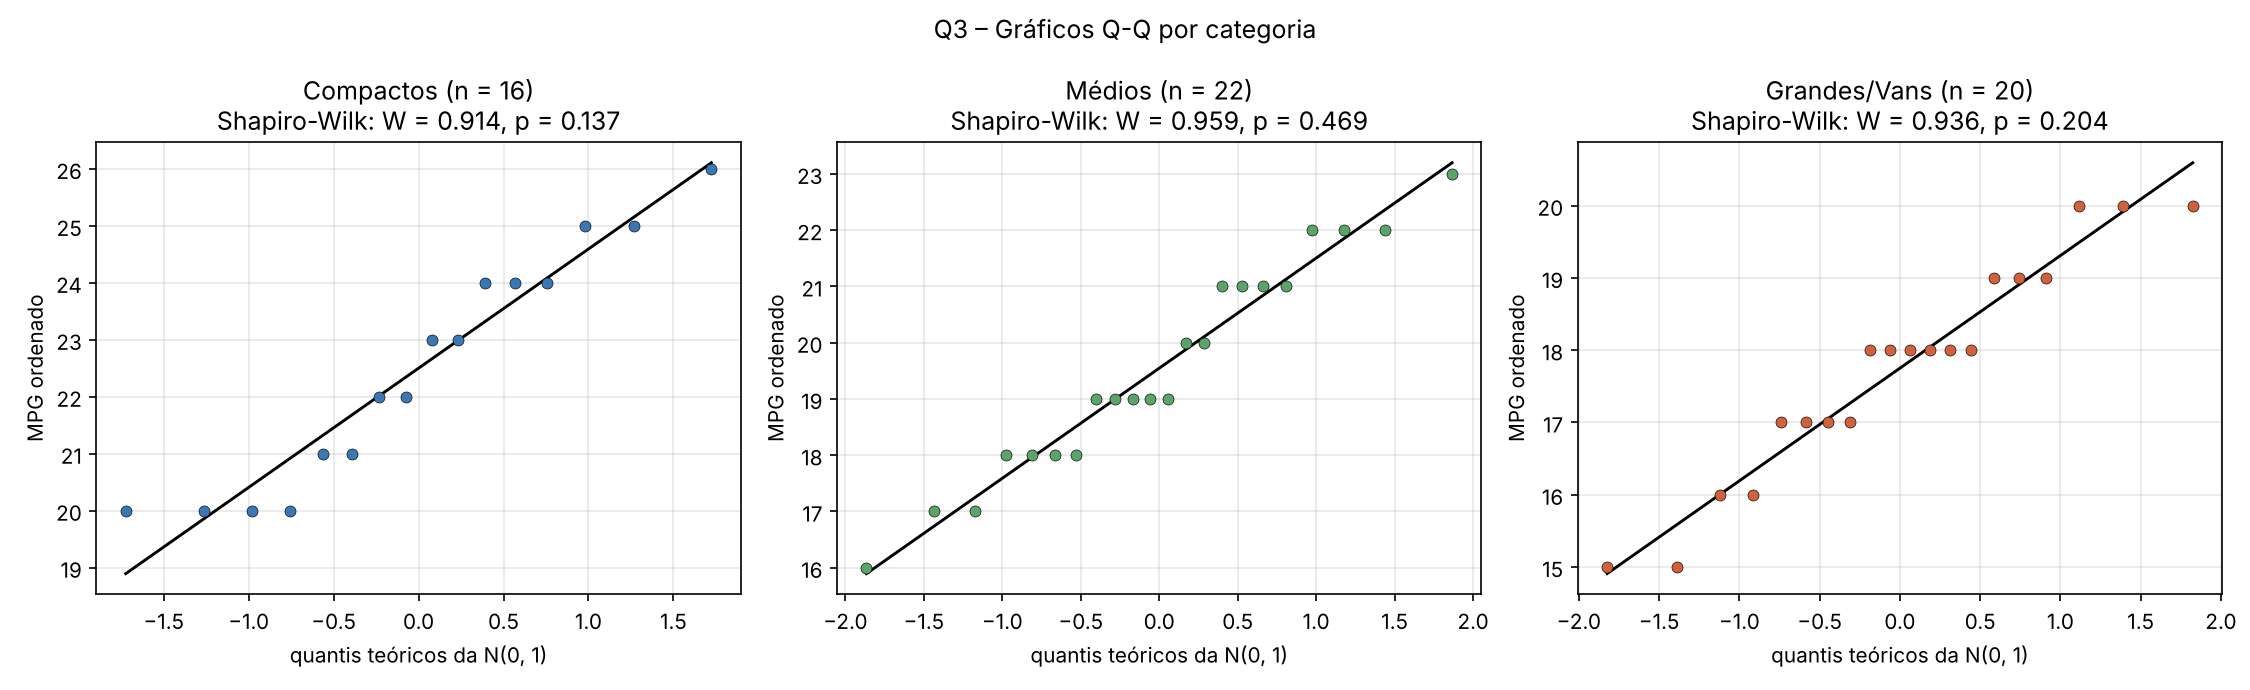 Q3 – Gráficos Q-Q por categoria
Compactos (n = 16)
Shapiro-Wilk: W = 0.914, p = 0.137
MPG ordenado
26
25
24
23
22
21
20
19
−1.5 −1.0 −0.5 0.0 0.5 1.0 1.5
quantis teóricos da N(0, 1)
Médios (n = 22)
Shapiro-Wilk: W = 0.959, p = 0.469
MPG ordenado
23
22
21
20
19
18
17
16
−2.0 −1.5 −1.0 −0.5 0.0 0.5 1.0 1.5 2.0
quantis teóricos da N(0, 1)
Grandes/Vans (n = 20)
Shapiro-Wilk: W = 0.936, p = 0.204
MPG ordenado
20
19
18
17
16
15
−2.0 −1.5 −1.0 −0.5 0.0 0.5 1.0 1.5 2.0
quantis teóricos da N(0, 1)